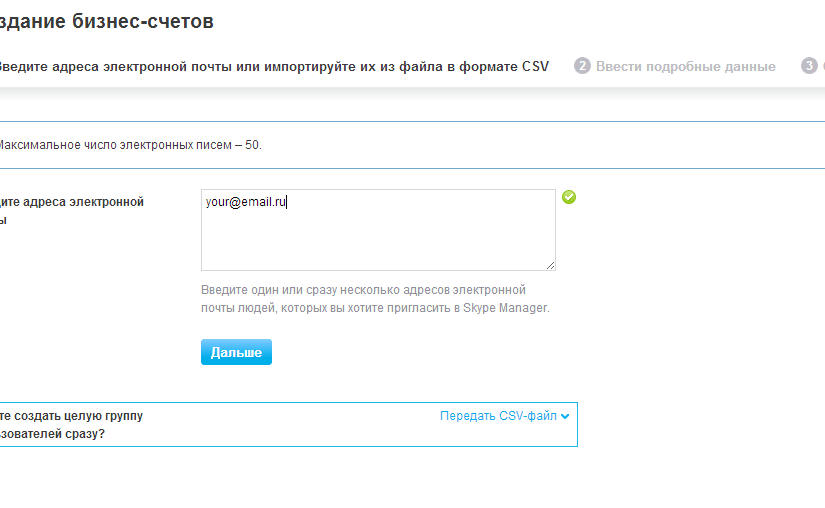 здание бизнес-счетов
Введите адреса электронной почты или импортируйте их из файла в формате CSV 2 Ввести подробные данные 3
Максимальное число электронных писем – 50.
ите адреса электронной
ы
your@email.ru
Введите один или сразу несколько адресов электронной
почты людей, которых вы хотите пригласить в Skype Manager.
Дальше
те создать целую группу
зователей сразу?
Передать CSV-файл